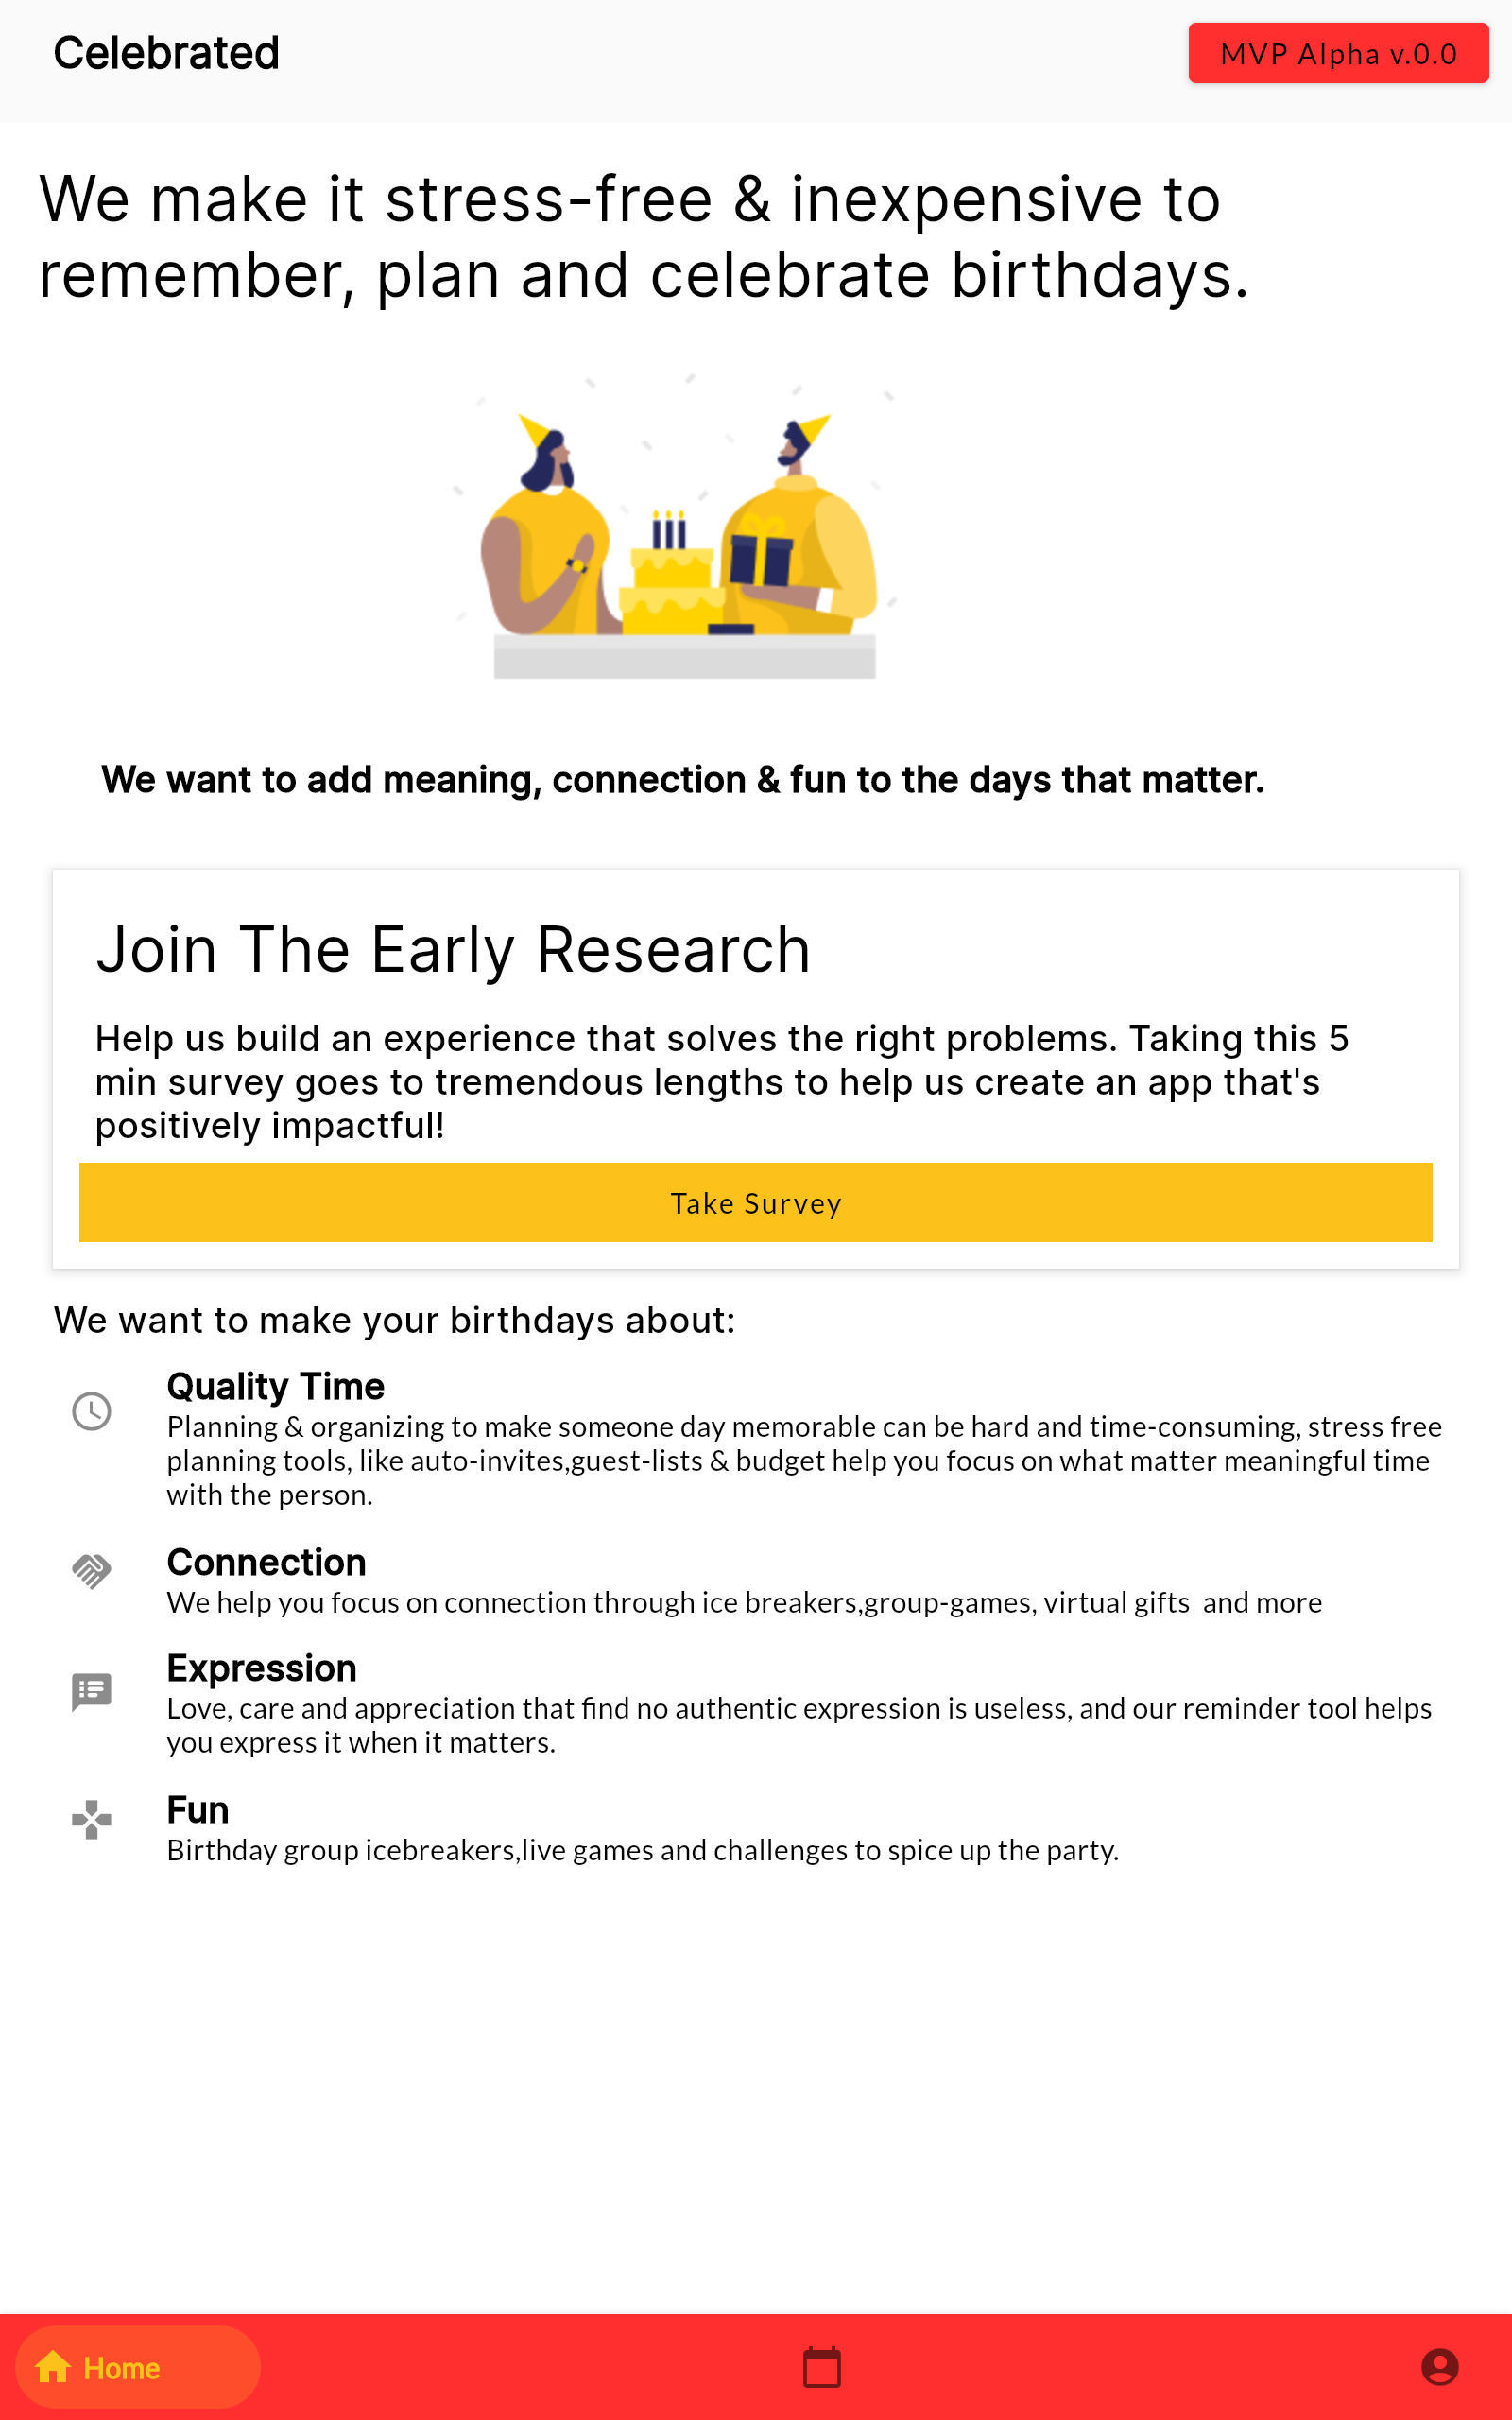 Celebrated
MVP Alpha v.0.0
We make it stress-free & inexpensive to
remember, plan and celebrate birthdays.
We want to add meaning, connection & fun to the days that matter.
Join The Early Research
Help us build an experience that solves the right problems. Taking this 5
min survey goes to tremendous lengths to help us create an app that's
positively impactful!
Take Survey
We want to make your birthdays about:
Quality Time
Planning & organizing to make someone day memorable can be hard and time-consuming, stress free
planning tools, like auto-invites,guest-lists & budget help you focus on what matter meaningful time
with the person.
Connection
We help you focus on connection through ice breakers,group-games, virtual gifts  and more
Expression
Love, care and appreciation that find no authentic expression is useless, and our reminder tool helps
you express it when it matters.
Fun
Birthday group icebreakers,live games and challenges to spice up the party.
Home